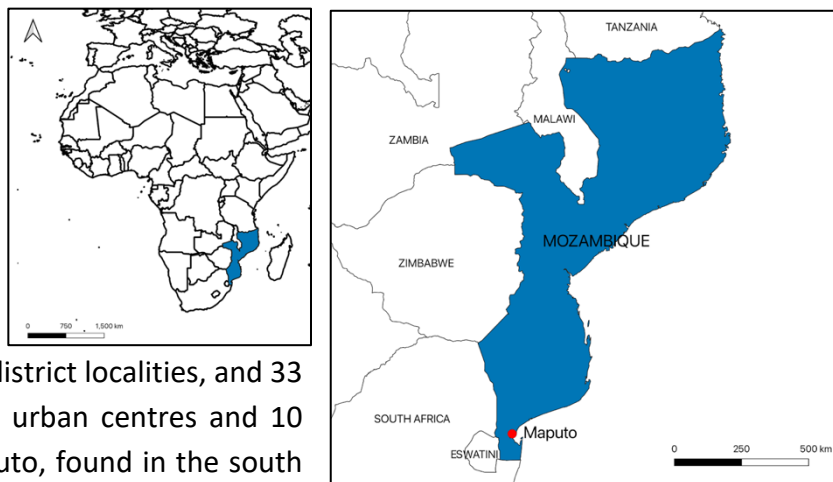 0 750 1,500 km
listrict localities, and 33
urban centres and 10
uto, found in the south
TANZANIA
MALAWI
ZAMBIA
MOZAMBIQUE
ZIMBABWE
SOUTH AFRICA
Maputo
ESWATINI
0 250 500 km